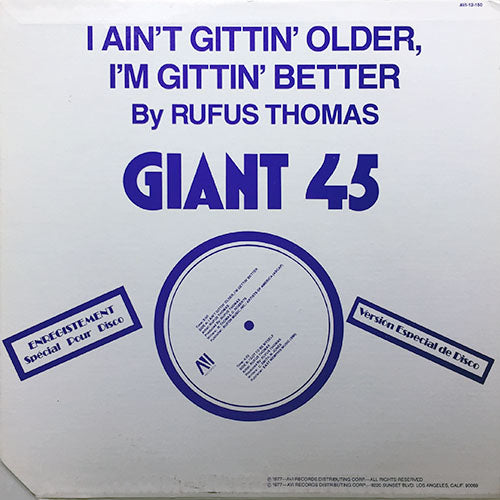 AVI-12-150
I AIN'T GITTIN' OLDER,
I'M GITTIN' BETTER
By RUFUS THOMAS
GIANT 45
ENREGISTEMENT
Spécial Pour Disco
Versión Especial de Disco
AVI
© 1977—AVI RECORDS DISTRIBUTING CORP.—ALL RIGHTS RESERVED
℗ 1977—AVI RECORDS DISTRIBUTING CORP.—9220 SUNSET BLVD. LOS ANGELES, CALIF. 90069